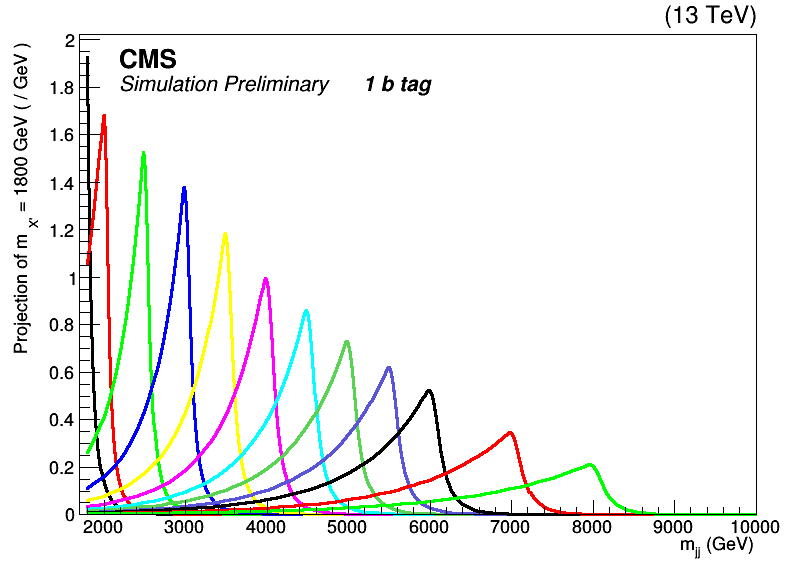 (13 TeV)
CMS
Simulation Preliminary 1 b tag
Projection of m_X' = 1800 GeV ( / GeV )
2
1.8
1.6
1.4
1.2
1
0.8
0.6
0.4
0.2
0
2000 3000 4000 5000 6000 7000 8000 9000 10000
m_jj (GeV)